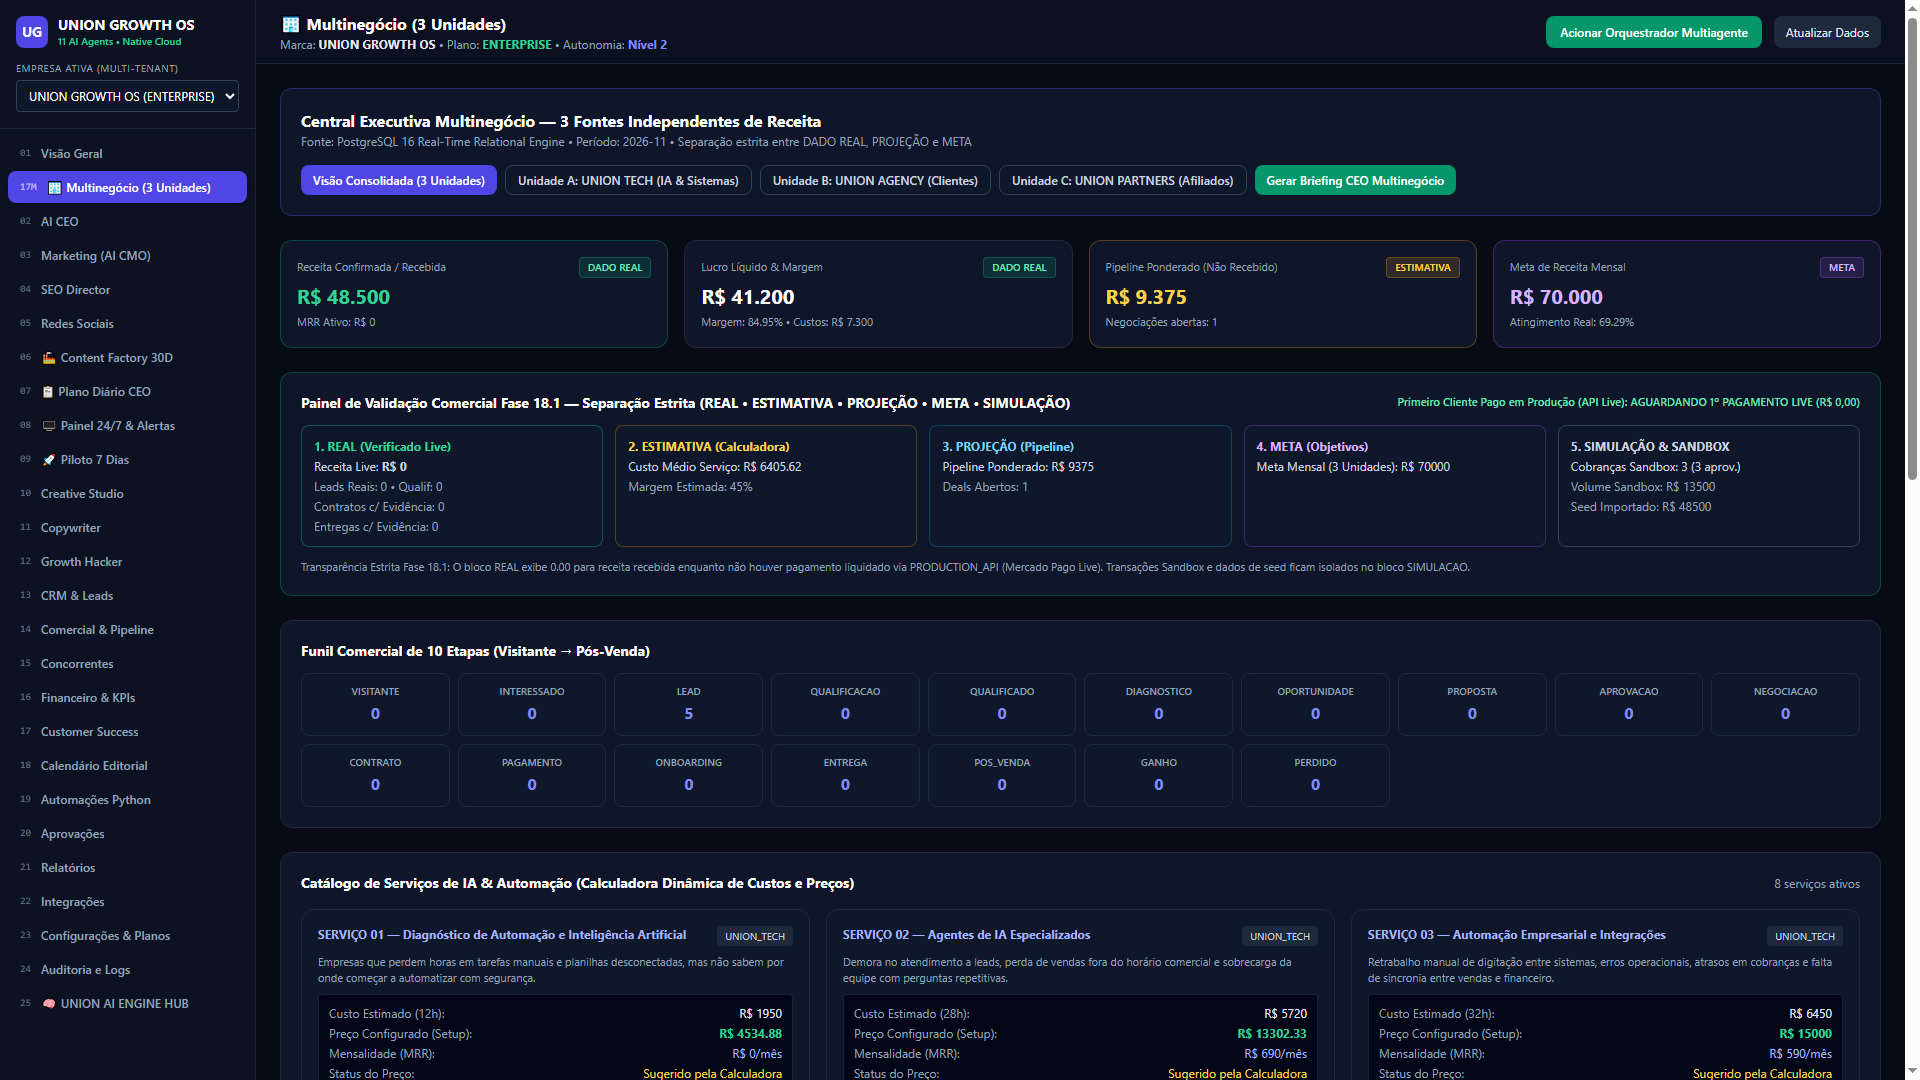 UG
UNION GROWTH OS
11 AI Agents • Native Cloud
EMPRESA ATIVA (MULTI-TENANT)
UNION GROWTH OS (ENTERPRISE)
01 Visão Geral
17M Multinegócio (3 Unidades)
02 AI CEO
03 Marketing (AI CMO)
04 SEO Director
05 Redes Sociais
06 Content Factory 30D
07 Plano Diário CEO
08 Painel 24/7 & Alertas
09 Piloto 7 Dias
10 Creative Studio
11 Copywriter
12 Growth Hacker
13 CRM & Leads
14 Comercial & Pipeline
15 Concorrentes
16 Financeiro & KPIs
17 Customer Success
18 Calendário Editorial
19 Automações Python
20 Aprovações
21 Relatórios
22 Integrações
23 Configurações & Planos
24 Auditoria e Logs
25 UNION AI ENGINE HUB
Multinegócio (3 Unidades)
Marca: UNION GROWTH OS • Plano: ENTERPRISE • Autonomia: Nível 2
Acionar Orquestrador Multiagente
Atualizar Dados
Central Executiva Multinegócio — 3 Fontes Independentes de Receita
Fonte: PostgreSQL 16 Real-Time Relational Engine • Período: 2026-11 • Separação estrita entre DADO REAL, PROJEÇÃO e META
Visão Consolidada (3 Unidades)
Unidade A: UNION TECH (IA & Sistemas)
Unidade B: UNION AGENCY (Clientes)
Unidade C: UNION PARTNERS (Afiliados)
Gerar Briefing CEO Multinegócio
Receita Confirmada / Recebida
DADO REAL
R$ 48.500
MRR Ativo: R$ 0
Lucro Líquido & Margem
DADO REAL
R$ 41.200
Margem: 84.95% • Custos: R$ 7.300
Pipeline Ponderado (Não Recebido)
ESTIMATIVA
R$ 9.375
Negociações abertas: 1
Meta de Receita Mensal
META
R$ 70.000
Atingimento Real: 69.29%
Painel de Validação Comercial Fase 18.1 — Separação Estrita (REAL • ESTIMATIVA • PROJEÇÃO • META • SIMULAÇÃO)
Primeiro Cliente Pago em Produção (API Live): AGUARDANDO 1º PAGAMENTO LIVE (R$ 0,00)
1. REAL (Verificado Live)
Receita Live: R$ 0
Leads Reais: 0 • Qualif: 0
Contratos c/ Evidência: 0
Entregas c/ Evidência: 0
2. ESTIMATIVA (Calculadora)
Custo Médio Serviço: R$ 6405.62
Margem Estimada: 45%
3. PROJEÇÃO (Pipeline)
Pipeline Ponderado: R$ 9375
Deals Abertos: 1
4. META (Objetivos)
Meta Mensal (3 Unidades): R$ 70000
5. SIMULAÇÃO & SANDBOX
Cobranças Sandbox: 3 (3 aprov.)
Volume Sandbox: R$ 13500
Seed Importado: R$ 48500
Transparência Estrita Fase 18.1: O bloco REAL exibe 0.00 para receita recebida enquanto não houver pagamento liquidado via PRODUCTION_API (Mercado Pago Live). Transações Sandbox e dados de seed ficam isolados no bloco SIMULACAO.
Funil Comercial de 10 Etapas (Visitante → Pós-Venda)
VISITANTE
0
INTERESSADO
0
LEAD
5
QUALIFICACAO
0
QUALIFICADO
0
DIAGNOSTICO
0
OPORTUNIDADE
0
PROPOSTA
0
APROVACAO
0
NEGOCIACAO
0
CONTRATO
0
PAGAMENTO
0
ONBOARDING
0
ENTREGA
0
POS_VENDA
0
GANHO
0
PERDIDO
0
Catálogo de Serviços de IA & Automação (Calculadora Dinâmica de Custos e Preços)
8 serviços ativos
SERVIÇO 01 — Diagnóstico de Automação e Inteligência Artificial
UNION_TECH
Empresas que perdem horas em tarefas manuais e planilhas desconectadas, mas não sabem por
onde começar a automatizar com segurança.
Custo Estimado (12h): R$ 1950
Preço Configurado (Setup): R$ 4534.88
Mensalidade (MRR): R$ 0/mês
Status do Preço: Sugerido pela Calculadora
SERVIÇO 02 — Agentes de IA Especializados
UNION_TECH
Demora no atendimento a leads, perda de vendas fora do horário comercial e sobrecarga da
equipe com perguntas repetitivas.
Custo Estimado (28h): R$ 5720
Preço Configurado (Setup): R$ 13302.33
Mensalidade (MRR): R$ 690/mês
Status do Preço: Sugerido pela Calculadora
SERVIÇO 03 — Automação Empresarial e Integrações
UNION_TECH
Retrabalho manual de digitação entre sistemas, erros operacionais, atrasos em cobranças e falta
de sincronia entre vendas e financeiro.
Custo Estimado (32h): R$ 6450
Preço Configurado (Setup): R$ 15000
Mensalidade (MRR): R$ 590/mês
Status do Preço: Sugerido pela Calculadora